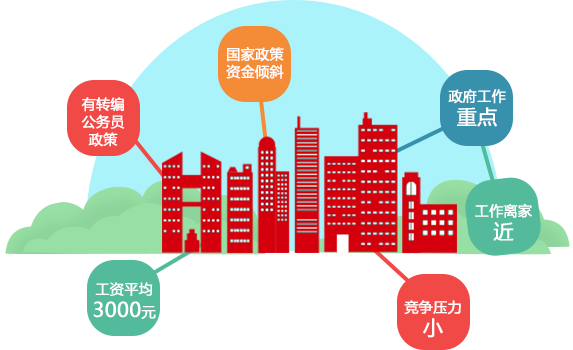 国家政策
资金倾斜
有转编
公务员
政策
政府工作
重点
工作离家
近
工资平均
3000元
竞争压力
小